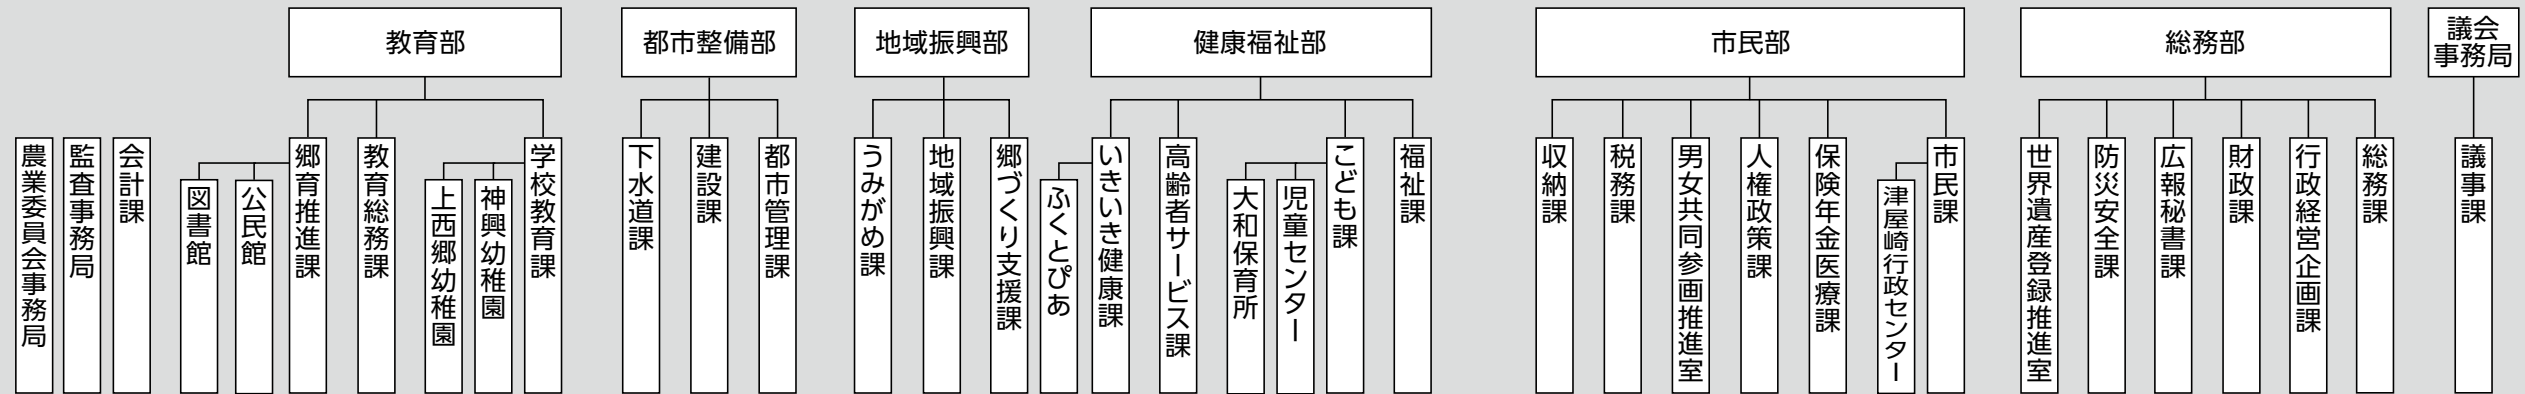 議会
事務局
議事課
総務部
総務課
行政経営企画課
財政課
広報秘書課
防災安全課
世界遺産登録推進室
市民部
市民課
津屋崎行政センター
保険年金医療課
人権政策課
男女共同参画推進室
税務課
収納課
健康福祉部
福祉課
こども課
児童センター
大和保育所
高齢者サービス課
いきいき健康課
ふくとぴあ
地域振興部
郷づくり支援課
地域振興課
うみがめ課
都市整備部
都市管理課
建設課
下水道課
教育部
学校教育課
神興幼稚園
上西郷幼稚園
教育総務課
郷育推進課
公民館
図書館
会計課
監査事務局
農業委員会事務局